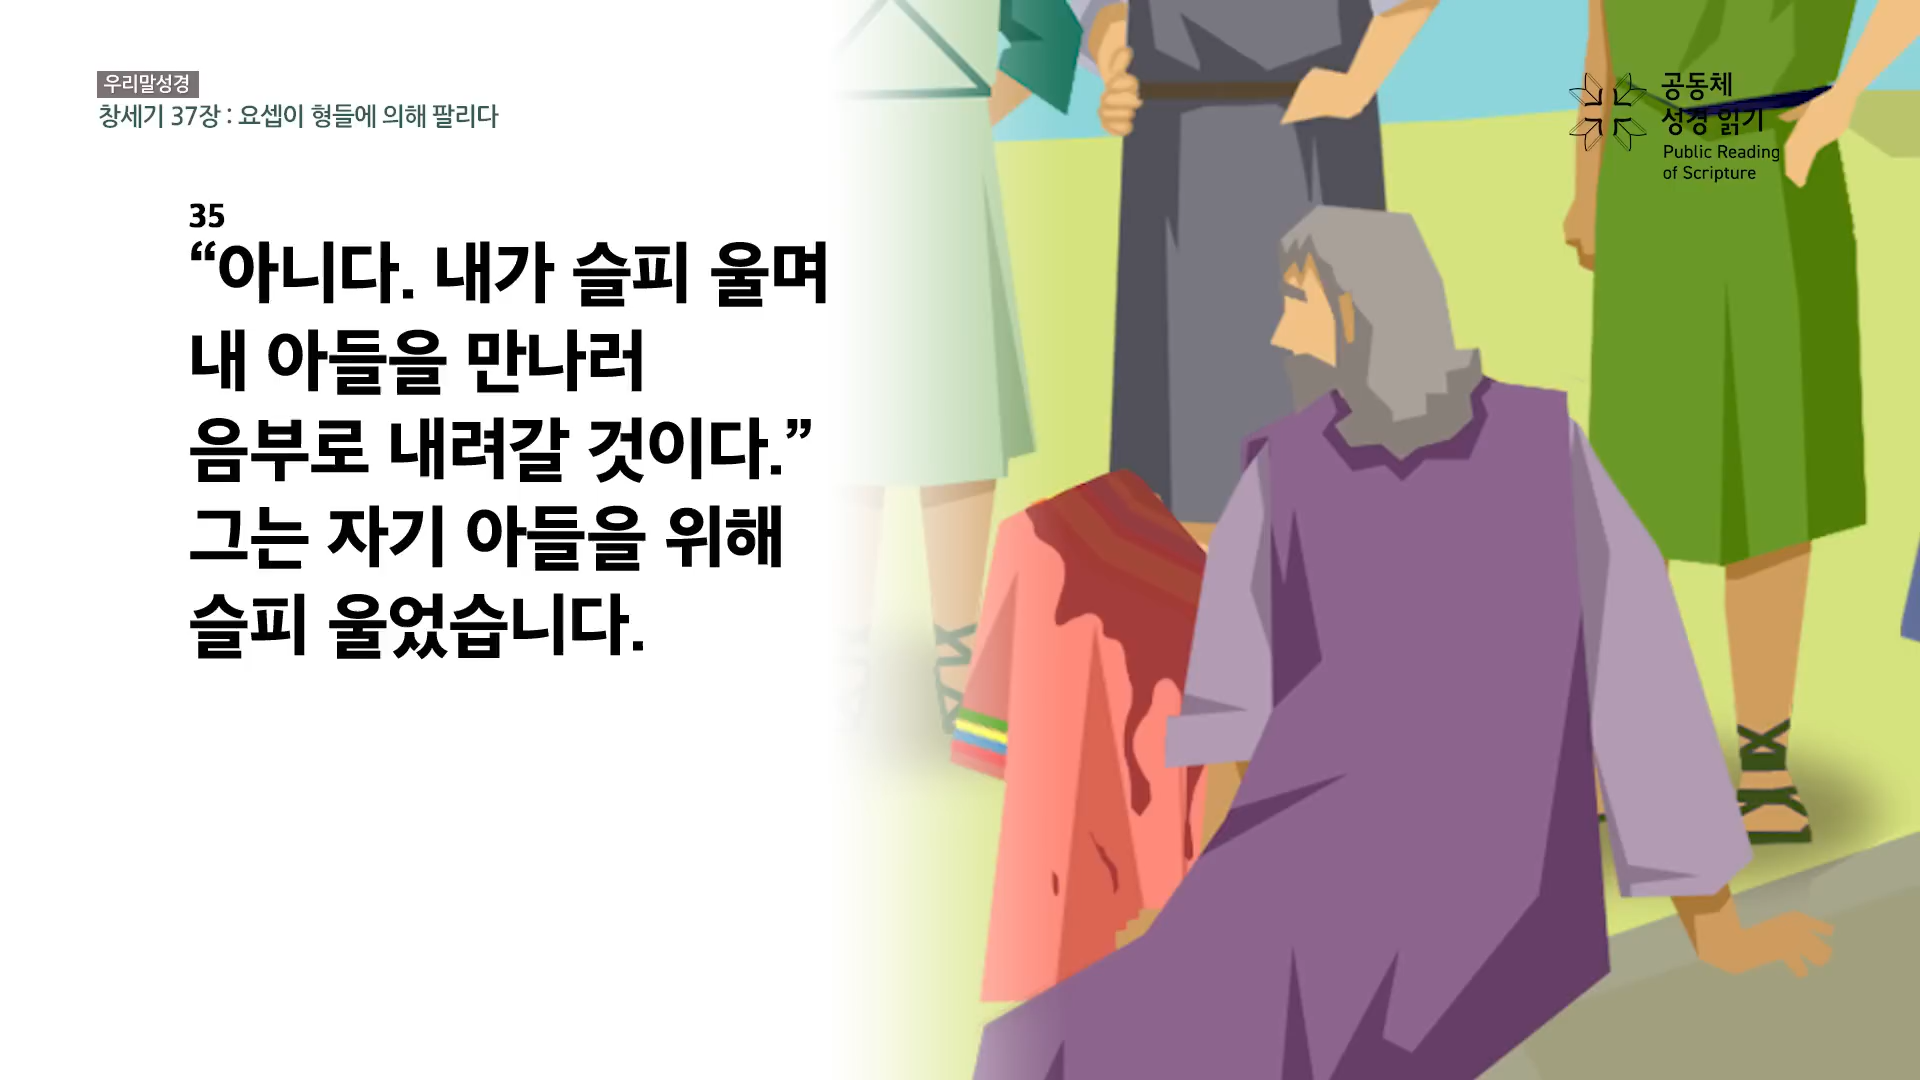 우리말성경
창세기 37장 : 요셉이 형들에 의해 팔리다
35
“아니다. 내가 슬피 울며
내 아들을 만나러
음부로 내려갈 것이다.”
그는 자기 아들을 위해
슬피 울었습니다.
공동체
성경 읽기
Public Reading
of Scripture